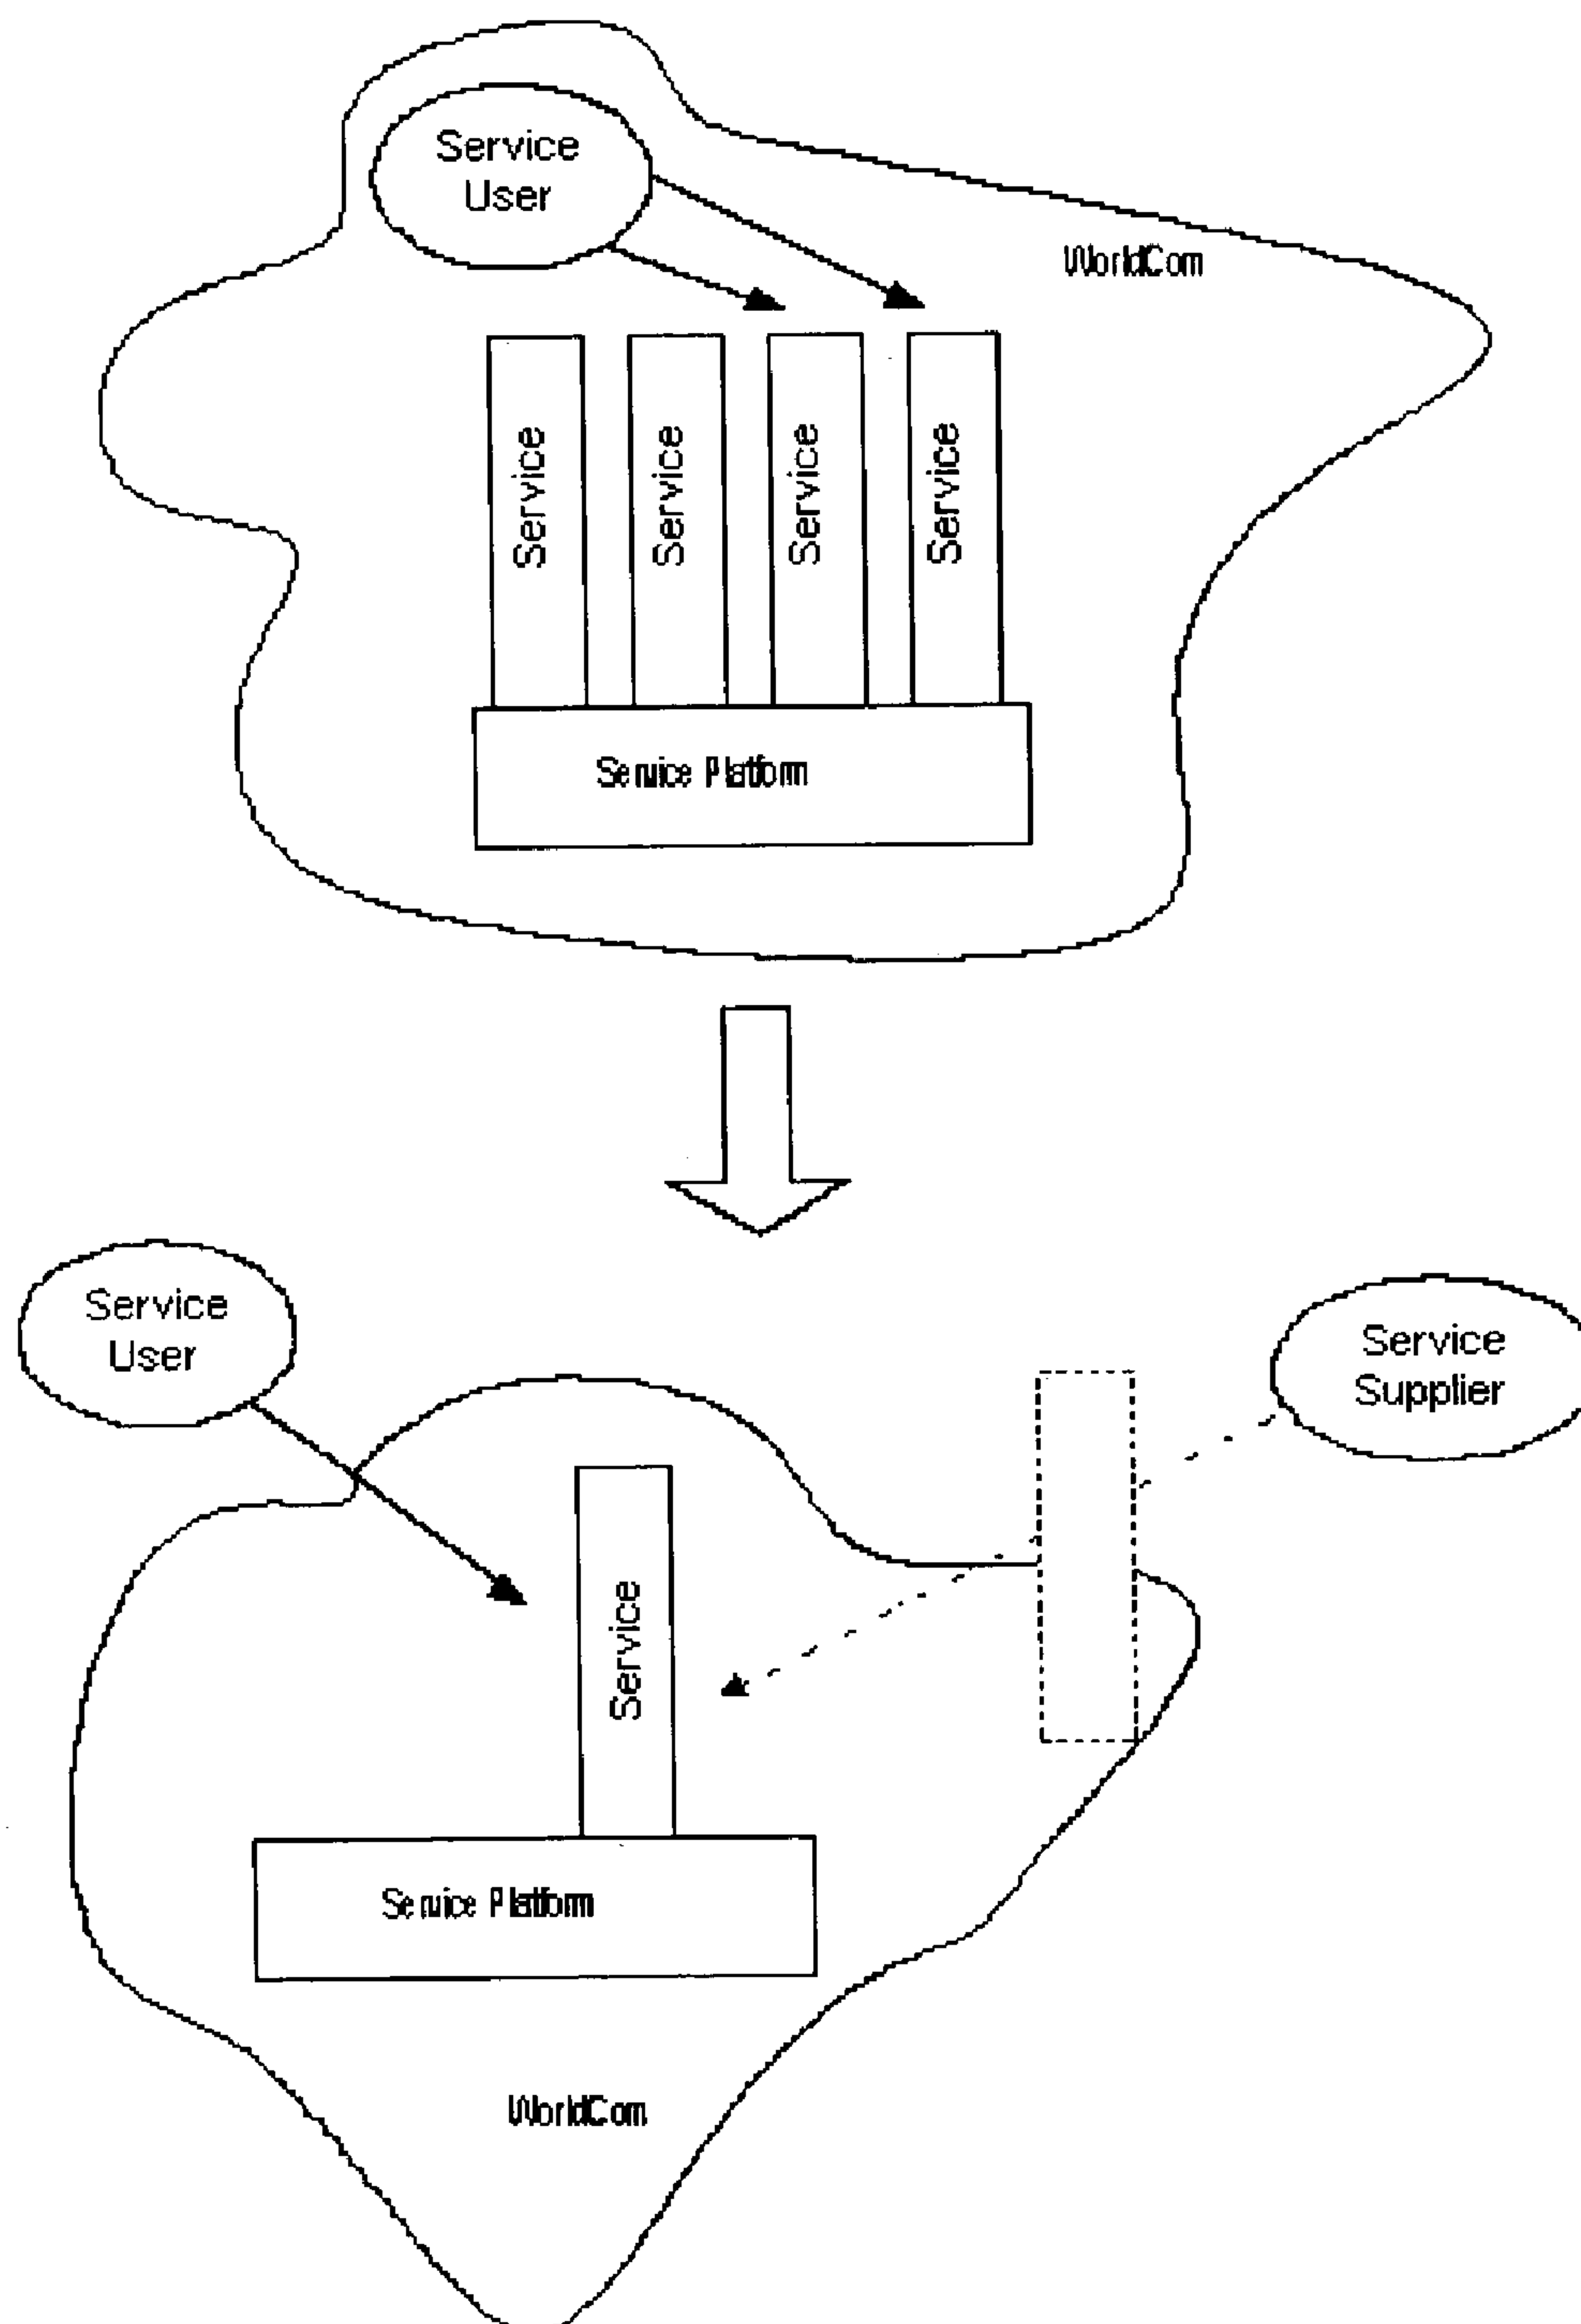 Service
User
WorldCom
Service
Service
Service
Service
Service Platform
Service
User
Service
Supplier
Service
Service Platform
WorldCom